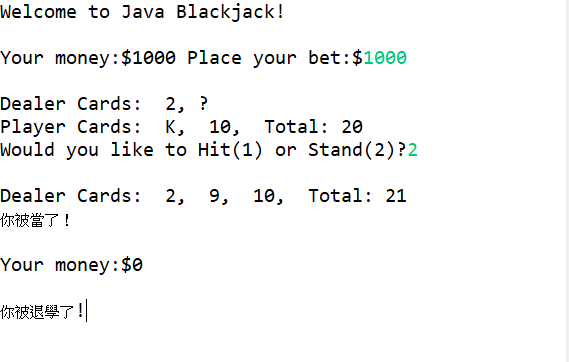 Welcome to Java Blackjack!
Your money:$1000 Place your bet:$1000
Dealer Cards:  2, ?
Player Cards:  K,  10,  Total: 20
Would you like to Hit(1) or Stand(2)?2
Dealer Cards:  2,  9,  10,  Total: 21
你被當了!
Your money:$0
你被退學了!